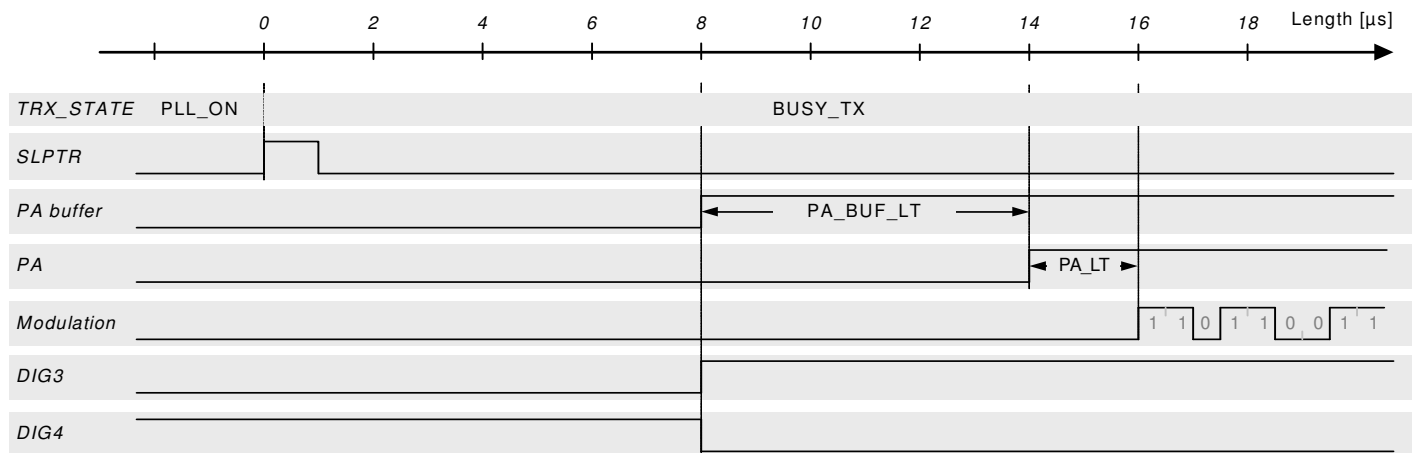 0 2 4 6 8 10 12 14 16 18 Length [µs]
TRX_STATE PLL_ON BUSY_TX
SLPTR
PA buffer PA_BUF_LT
PA PA_LT
Modulation 1 1 0 1 1 0 0 1 1
DIG3
DIG4